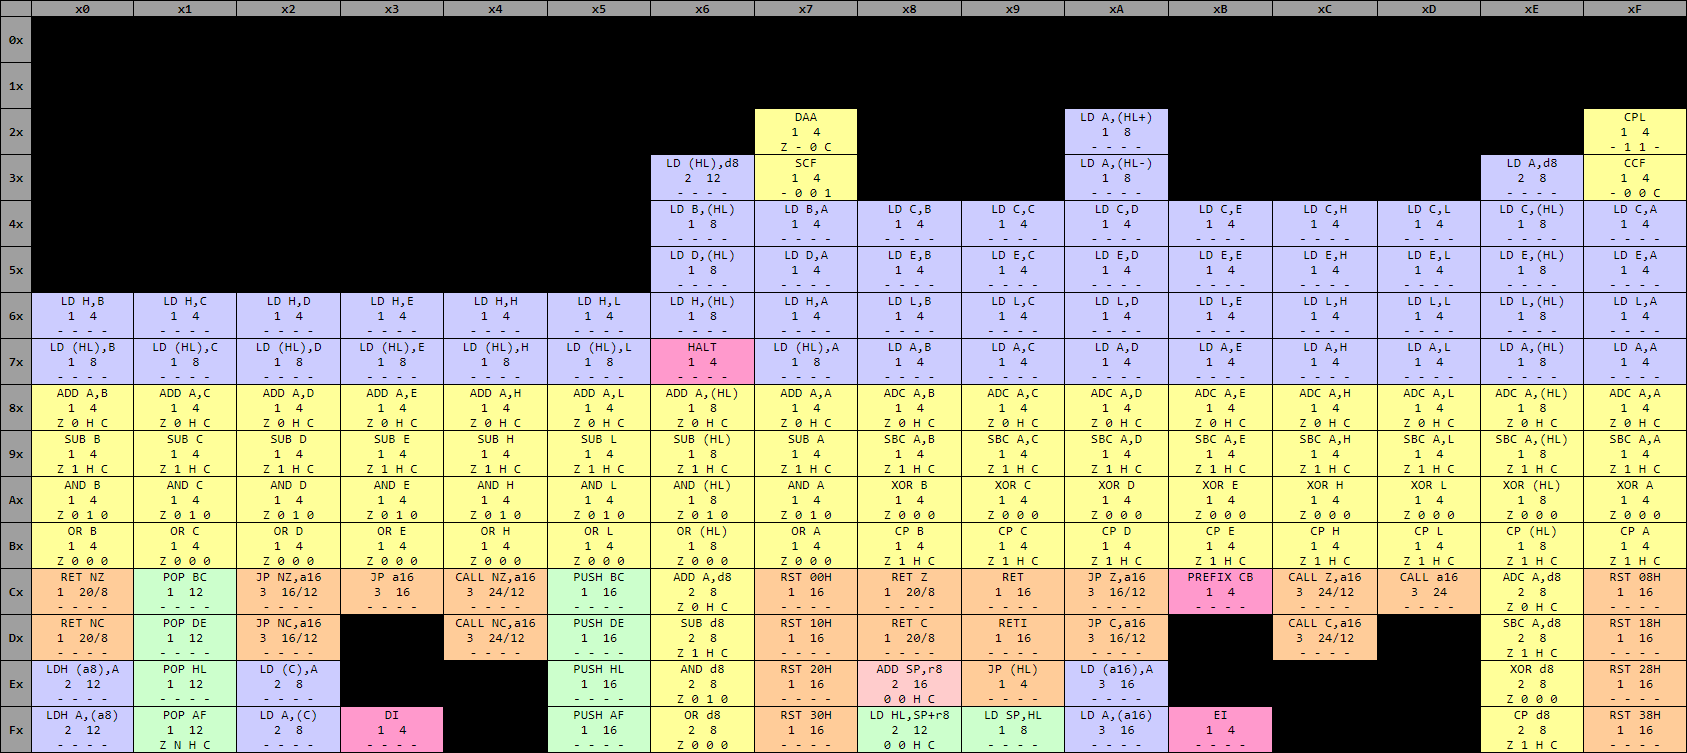 x0 x1 x2 x3 x4 x5 x6 x7 x8 x9 xA xB xC xD xE xF
0x
1x
DAA LD A,(HL+) CPL
2x 1 4 1 8 1 4
Z - 0 C - - - - - 1 1 -
LD (HL),d8 SCF LD A,(HL-) LD A,d8 CCF
3x 2 12 1 4 1 8 2 8 1 4
- - - - - 0 0 1 - - - - - - - - - 0 0 C
LD B,(HL) LD B,A LD C,B LD C,C LD C,D LD C,E LD C,H LD C,L LD C,(HL) LD C,A
4x 1 8 1 4 1 4 1 4 1 4 1 4 1 4 1 4 1 8 1 4
- - - - - - - - - - - - - - - - - - - - - - - - - - - - - - - - - - - - - - - -
LD D,(HL) LD D,A LD E,B LD E,C LD E,D LD E,E LD E,H LD E,L LD E,(HL) LD E,A
5x 1 8 1 4 1 4 1 4 1 4 1 4 1 4 1 4 1 8 1 4
- - - - - - - - - - - - - - - - - - - - - - - - - - - - - - - - - - - - - - - -
LD H,B LD H,C LD H,D LD H,E LD H,H LD H,L LD H,(HL) LD H,A LD L,B LD L,C LD L,D LD L,E LD L,H LD L,L LD L,(HL) LD L,A
6x 1 4 1 4 1 4 1 4 1 4 1 4 1 8 1 4 1 4 1 4 1 4 1 4 1 4 1 4 1 8 1 4
- - - - - - - - - - - - - - - - - - - - - - - - - - - - - - - - - - - - - - - - - - - - - - - - - - - - - - - - - - - - - - - -
LD (HL),B LD (HL),C LD (HL),D LD (HL),E LD (HL),H LD (HL),L HALT LD (HL),A LD A,B LD A,C LD A,D LD A,E LD A,H LD A,L LD A,(HL) LD A,A
7x 1 8 1 8 1 8 1 8 1 8 1 8 1 4 1 8 1 4 1 4 1 4 1 4 1 4 1 4 1 8 1 4
- - - - - - - - - - - - - - - - - - - - - - - - - - - - - - - - - - - - - - - - - - - - - - - - - - - - - - - - - - - - - - - -
ADD A,B ADD A,C ADD A,D ADD A,E ADD A,H ADD A,L ADD A,(HL) ADD A,A ADC A,B ADC A,C ADC A,D ADC A,E ADC A,H ADC A,L ADC A,(HL) ADC A,A
8x 1 4 1 4 1 4 1 4 1 4 1 4 1 8 1 4 1 4 1 4 1 4 1 4 1 4 1 4 1 8 1 4
Z 0 H C Z 0 H C Z 0 H C Z 0 H C Z 0 H C Z 0 H C Z 0 H C Z 0 H C Z 0 H C Z 0 H C Z 0 H C Z 0 H C Z 0 H C Z 0 H C Z 0 H C Z 0 H C
SUB B SUB C SUB D SUB E SUB H SUB L SUB (HL) SUB A SBC A,B SBC A,C SBC A,D SBC A,E SBC A,H SBC A,L SBC A,(HL) SBC A,A
9x 1 4 1 4 1 4 1 4 1 4 1 4 1 8 1 4 1 4 1 4 1 4 1 4 1 4 1 4 1 8 1 4
Z 1 H C Z 1 H C Z 1 H C Z 1 H C Z 1 H C Z 1 H C Z 1 H C Z 1 H C Z 1 H C Z 1 H C Z 1 H C Z 1 H C Z 1 H C Z 1 H C Z 1 H C Z 1 H C
AND B AND C AND D AND E AND H AND L AND (HL) AND A XOR B XOR C XOR D XOR E XOR H XOR L XOR (HL) XOR A
Ax 1 4 1 4 1 4 1 4 1 4 1 4 1 8 1 4 1 4 1 4 1 4 1 4 1 4 1 4 1 8 1 4
Z 0 1 0 Z 0 1 0 Z 0 1 0 Z 0 1 0 Z 0 1 0 Z 0 1 0 Z 0 1 0 Z 0 1 0 Z 0 0 0 Z 0 0 0 Z 0 0 0 Z 0 0 0 Z 0 0 0 Z 0 0 0 Z 0 0 0 Z 0 0 0
OR B OR C OR D OR E OR H OR L OR (HL) OR A CP B CP C CP D CP E CP H CP L CP (HL) CP A
Bx 1 4 1 4 1 4 1 4 1 4 1 4 1 8 1 4 1 4 1 4 1 4 1 4 1 4 1 4 1 8 1 4
Z 0 0 0 Z 0 0 0 Z 0 0 0 Z 0 0 0 Z 0 0 0 Z 0 0 0 Z 0 0 0 Z 0 0 0 Z 1 H C Z 1 H C Z 1 H C Z 1 H C Z 1 H C Z 1 H C Z 1 H C Z 1 H C
RET NZ POP BC JP NZ,a16 JP a16 CALL NZ,a16 PUSH BC ADD A,d8 RST 00H RET Z RET JP Z,a16 PREFIX CB CALL Z,a16 CALL a16 ADC A,d8 RST 08H
Cx 1 20/8 1 12 3 16/12 3 16 3 24/12 1 16 2 8 1 16 1 20/8 1 16 3 16/12 1 4 3 24/12 3 24 2 8 1 16
- - - - - - - - - - - - - - - - - - - - - - - - Z 0 H C - - - - - - - - - - - - - - - - - - - - - - - - - - - - Z 0 H C - - - -
RET NC POP DE JP NC,a16 CALL NC,a16 PUSH DE SUB d8 RST 10H RET C RETI JP C,a16 CALL C,a16 SBC A,d8 RST 18H
Dx 1 20/8 1 12 3 16/12 3 24/12 1 16 2 8 1 16 1 20/8 1 16 3 16/12 3 24/12 2 8 1 16
- - - - - - - - - - - - - - - - - - - - Z 1 H C - - - - - - - - - - - - - - - - - - - - Z 1 H C - - - -
LDH (a8),A POP HL LD (C),A PUSH HL AND d8 RST 20H ADD SP,r8 JP (HL) LD (a16),A XOR d8 RST 28H
Ex 2 12 1 12 2 8 1 16 2 8 1 16 2 16 1 4 3 16 2 8 1 16
- - - - - - - - - - - - - - - - Z 0 1 0 - - - - 0 0 H C - - - - - - - - Z 0 0 0 - - - -
LDH A,(a8) POP AF LD A,(C) DI PUSH AF OR d8 RST 30H LD HL,SP+r8 LD SP,HL LD A,(a16) EI CP d8 RST 38H
Fx 2 12 1 12 2 8 1 4 1 16 2 8 1 16 2 12 1 8 3 16 1 4 2 8 1 16
- - - - Z N H C - - - - - - - - - - - - Z 0 0 0 - - - - 0 0 H C - - - - - - - - - - - - Z 1 H C - - - -